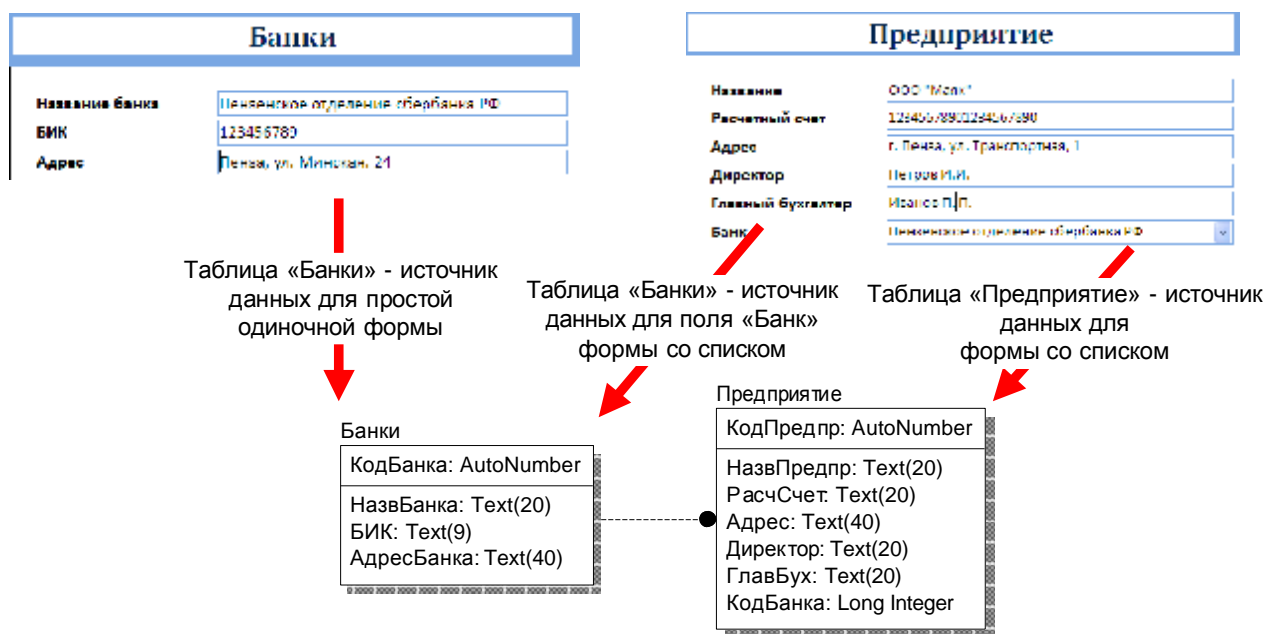 Банки
Название банка Пензенское отделение сбербанка РФ
БИК 123456789
Адрес Пенза, ул. Минская, 24
Предприятие
Название ООО "Маяк"
Расчетный счет 12345678901234567890
Адрес г. Пенза, ул. Транспортная, 1
Директор Петров И.И.
Главный бухгалтер Иванов П.П.
Банк Пензенское отделение сбербанка РФ
Таблица «Банки» - источник
данных для простой
одиночной формы
Таблица «Банки» - источник
данных для поля «Банк»
формы со списком
Таблица «Предприятие» - источник
данных для
формы со списком
Банки
КодБанка: AutoNumber
НазвБанка: Text(20)
БИК: Text(9)
АдресБанка: Text(40)
Предприятие
КодПредпр: AutoNumber
НазвПредпр: Text(20)
РасчСчет: Text(20)
Адрес: Text(40)
Директор: Text(20)
ГлавБух: Text(20)
КодБанка: Long Integer